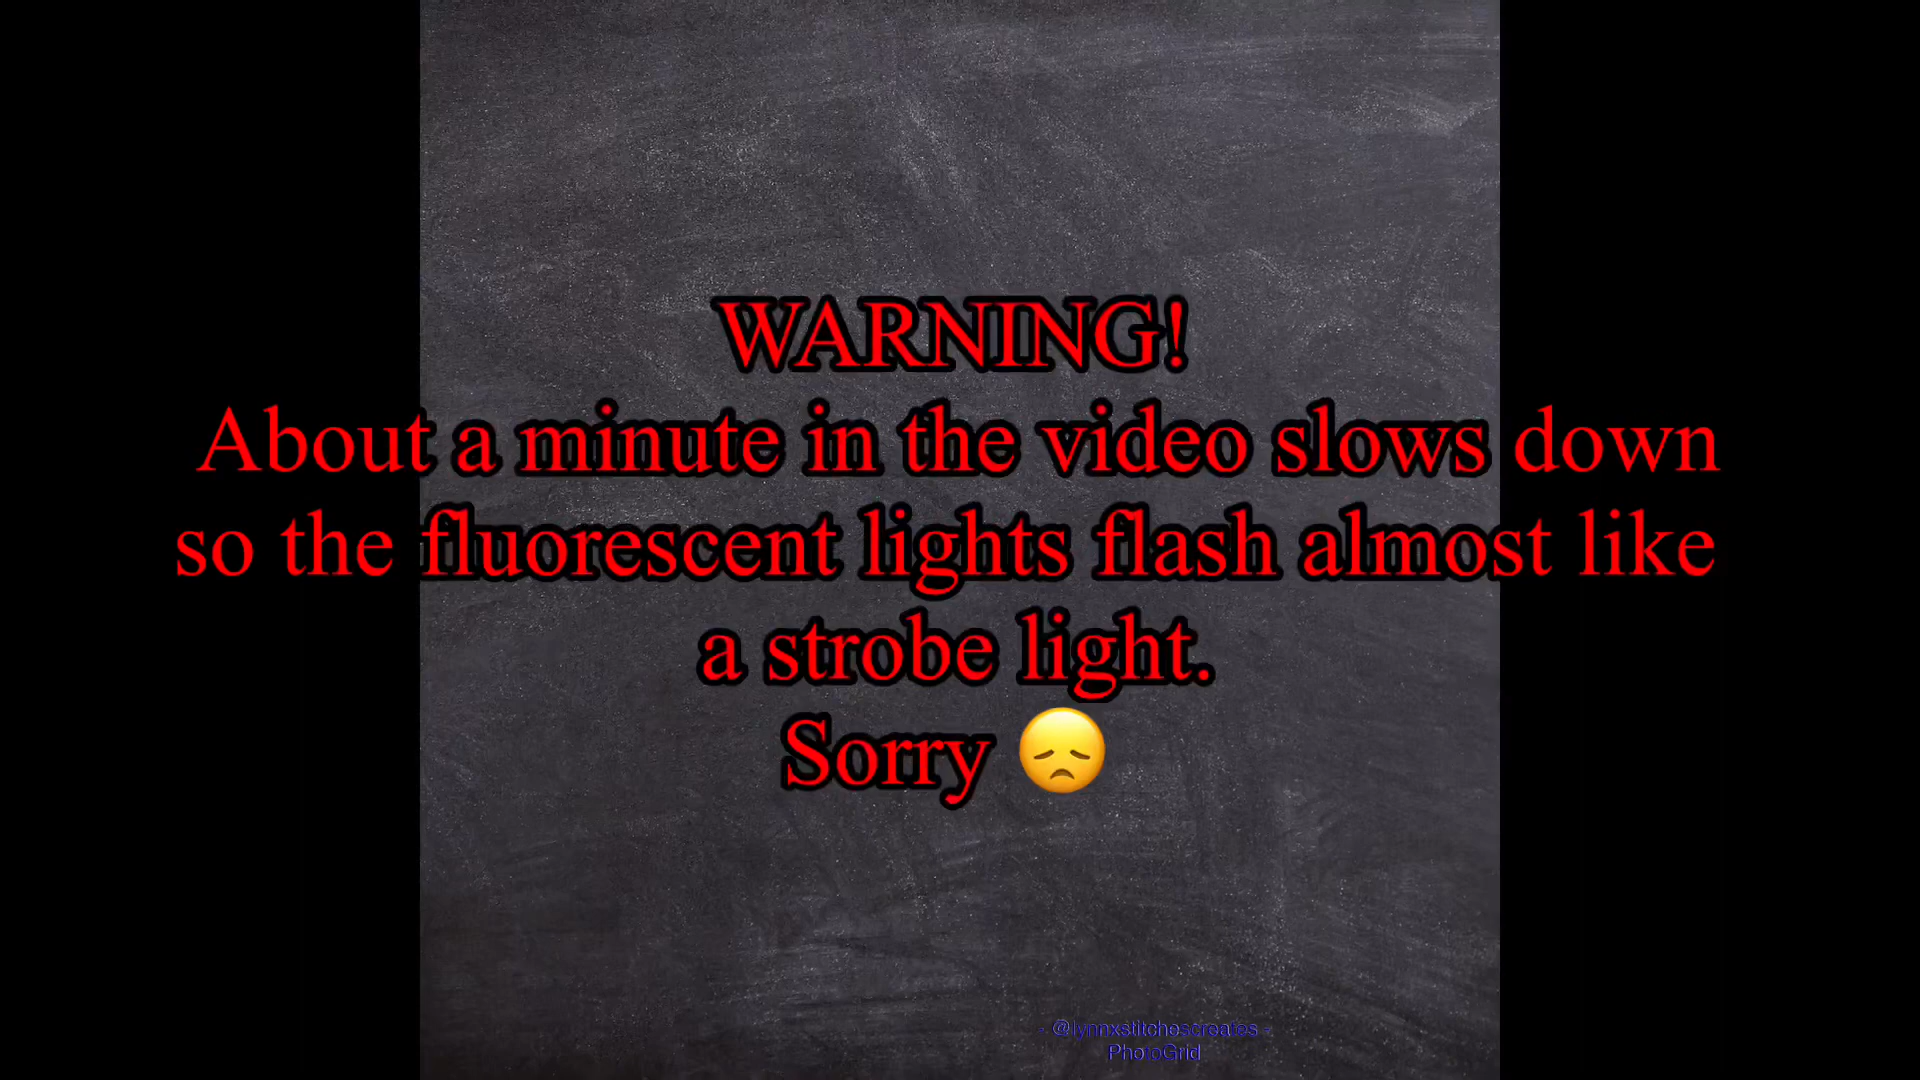 WARNING!
About a minute in the video slows down
so the fluorescent lights flash almost like
a strobe light.
Sorry 😞
- @lynnxstitchescreates -
PhotoGrid